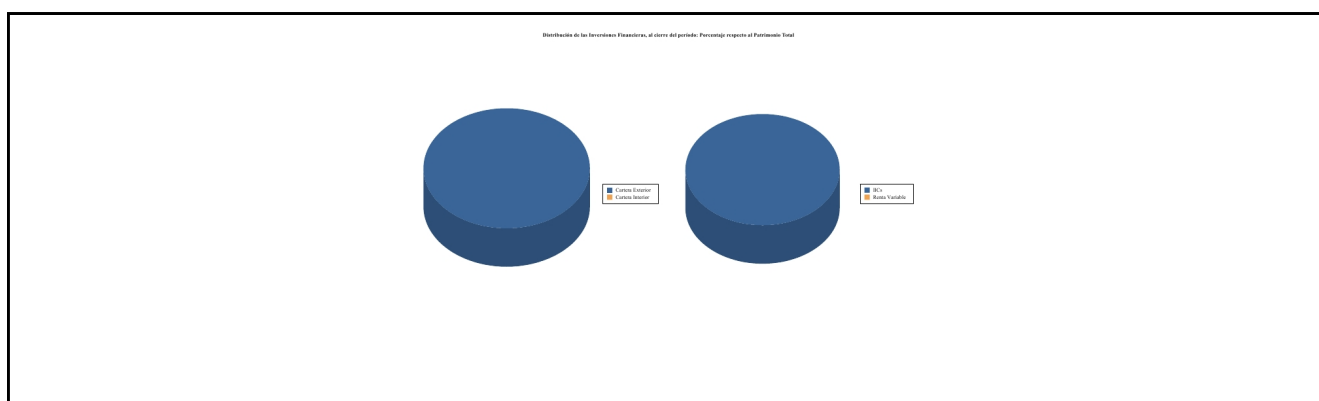 Distribución de las Inversiones Financieras, al cierre del período: Porcentaje respecto al Patrimonio Total
Cartera Exterior
Cartera Interior
IICs
Renta Variable